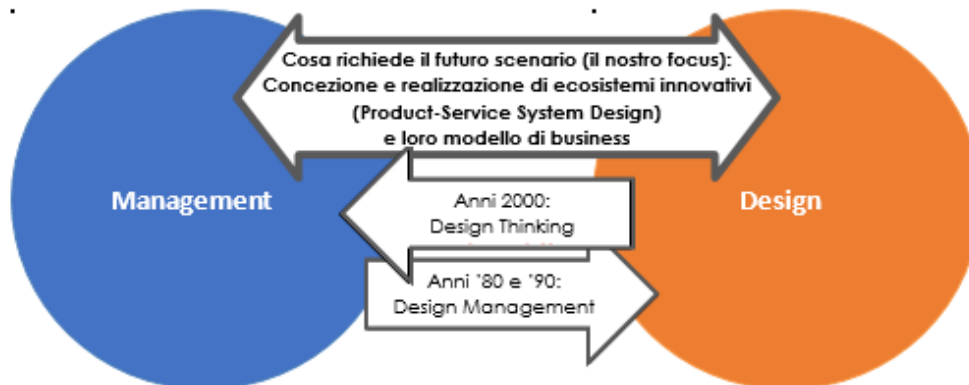 Cosa richiede il futuro scenario (il nostro focus):
Concezione e realizzazione di ecosistemi innovativi
(Product-Service System Design)
e loro modello di business
Management
Design
Anni 2000:
Design Thinking
Anni '80 e '90:
Design Management